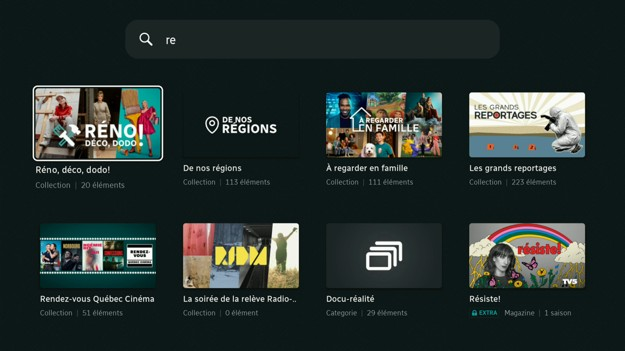 re
RÉNO!
DÉCO, DODO!
Réno, déco, dodo!
Collection | 20 éléments
DE NOS
RÉGIONS
De nos régions
Collection | 113 éléments
À REGARDER
EN FAMILLE
À regarder en famille
Collection | 111 éléments
LES GRANDS
REPORTAGES
Les grands reportages
Collection | 223 éléments
RENDEZ-
VOUS
Rendez-vous Québec Cinéma
Collection | 51 éléments
La soirée de la relève Radio-..
Collection | 0 élément
Docu-réalité
Categorie | 29 éléments
résiste!
TV5
Résiste!
EXTRA Magazine | 1 saison